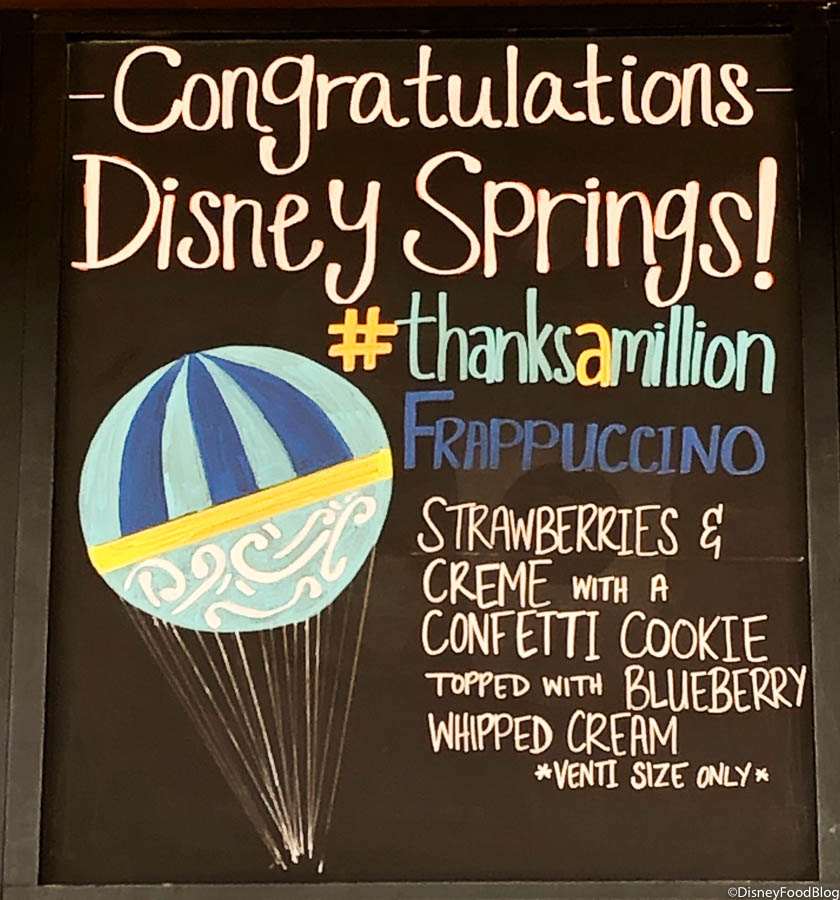 -Congratulations-
Disney Springs!
#thanksamillion
FRAPPUCCINO
STRAWBERRIES &
CREME WITH A
CONFETTI COOKIE
TOPPED WITH BLUEBERRY
WHIPPED CREAM
*VENTI SIZE ONLY*
©DisneyFoodBlog